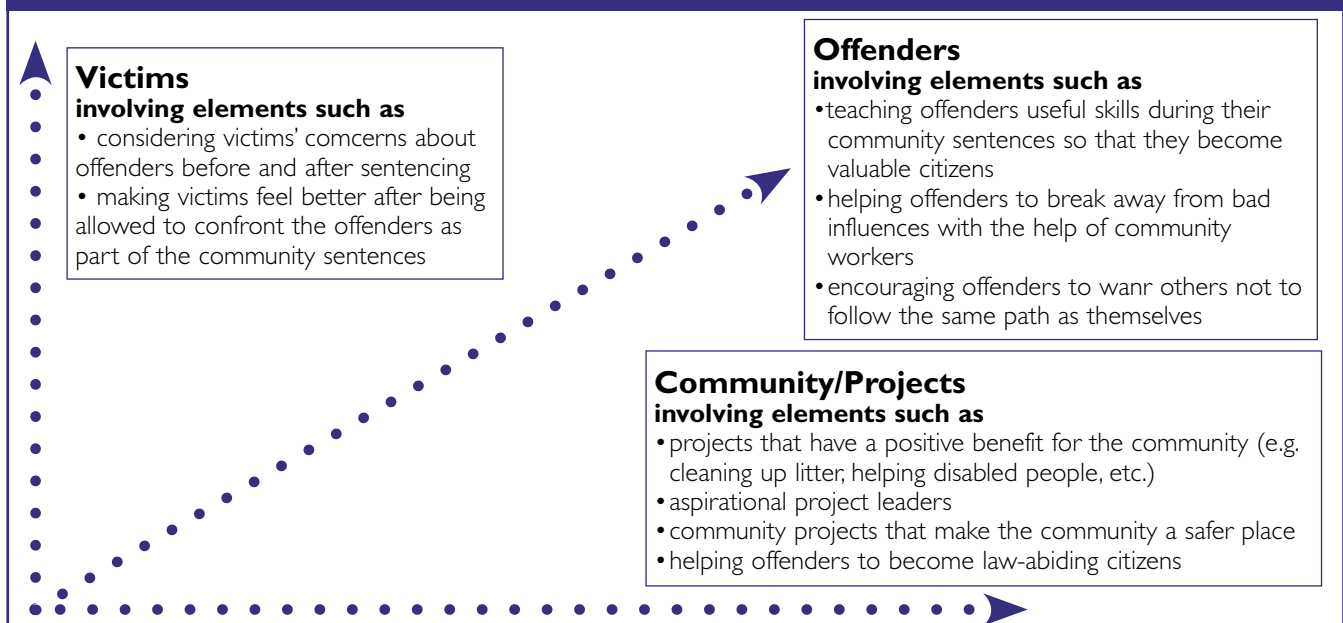 Victims
involving elements such as
• considering victims' comcerns about
offenders before and after sentencing
• making victims feel better after being
allowed to confront the offenders as
part of the community sentences
Offenders
involving elements such as
•teaching offenders useful skills during their
community sentences so that they become
valuable citizens
•helping offenders to break away from bad
influences with the help of community
workers
•encouraging offenders to wanr others not to
follow the same path as themselves
Community/Projects
involving elements such as
•projects that have a positive benefit for the community (e.g.
cleaning up litter, helping disabled people, etc.)
•aspirational project leaders
•community projects that make the community a safer place
•helping offenders to become law-abiding citizens